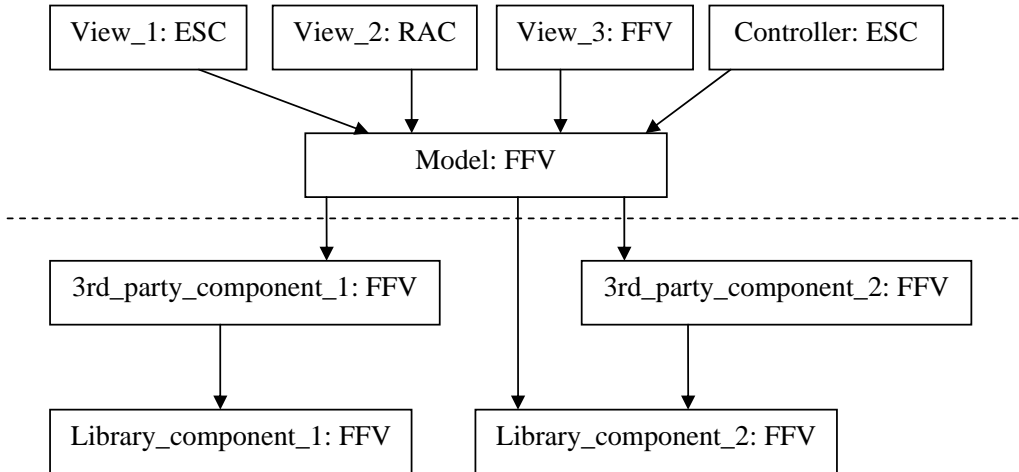 View_1: ESC
View_2: RAC
View_3: FFV
Controller: ESC
Model: FFV
3rd_party_component_1: FFV
3rd_party_component_2: FFV
Library_component_1: FFV
Library_component_2: FFV